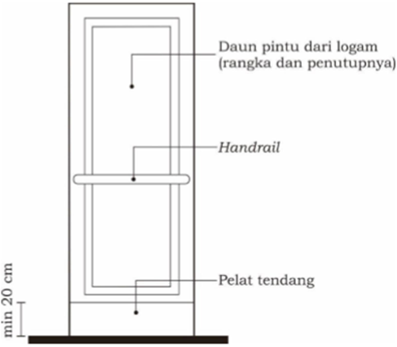 Daun pintu dari logam
(rangka dan penutupnya)
Handrail
Pelat tendang
min 20 cm